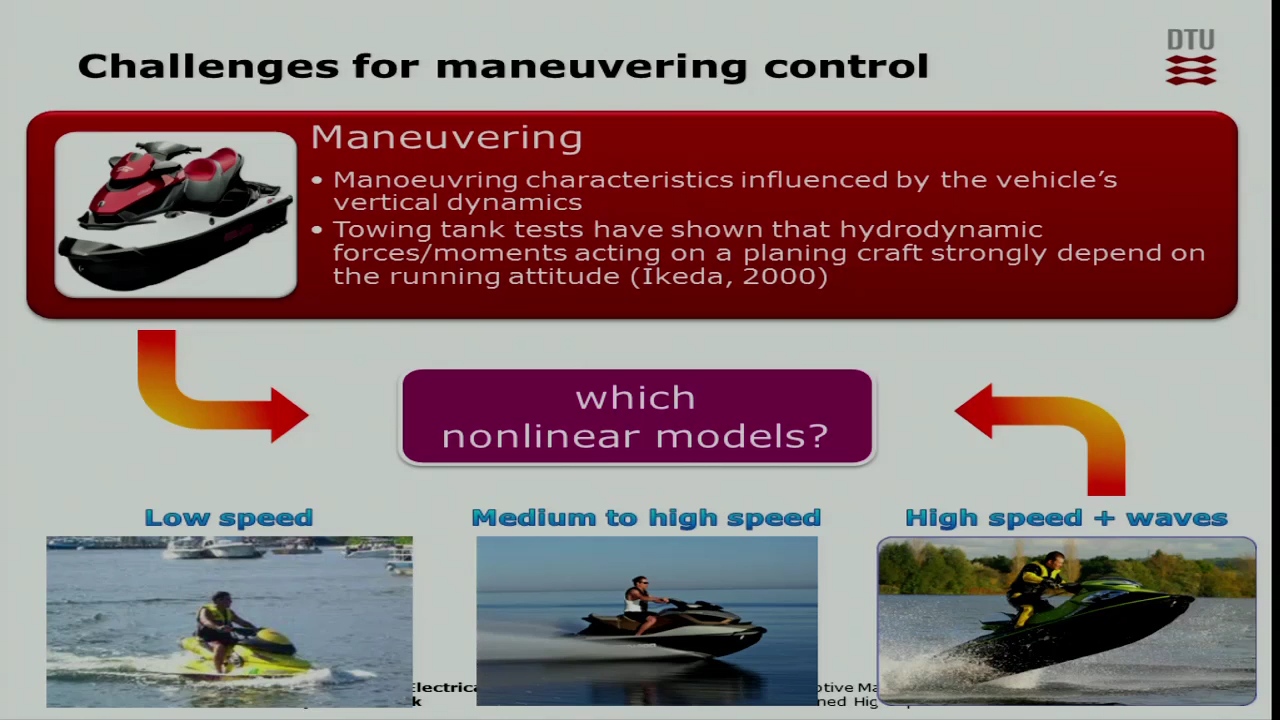 Challenges for maneuvering control
DTU
Maneuvering
• Manoeuvring characteristics influenced by the vehicle's
vertical dynamics
• Towing tank tests have shown that hydrodynamic
forces/moments acting on a planing craft strongly depend on
the running attitude (Ikeda, 2000)
which
nonlinear models?
Low speed
Medium to high speed
High speed + waves